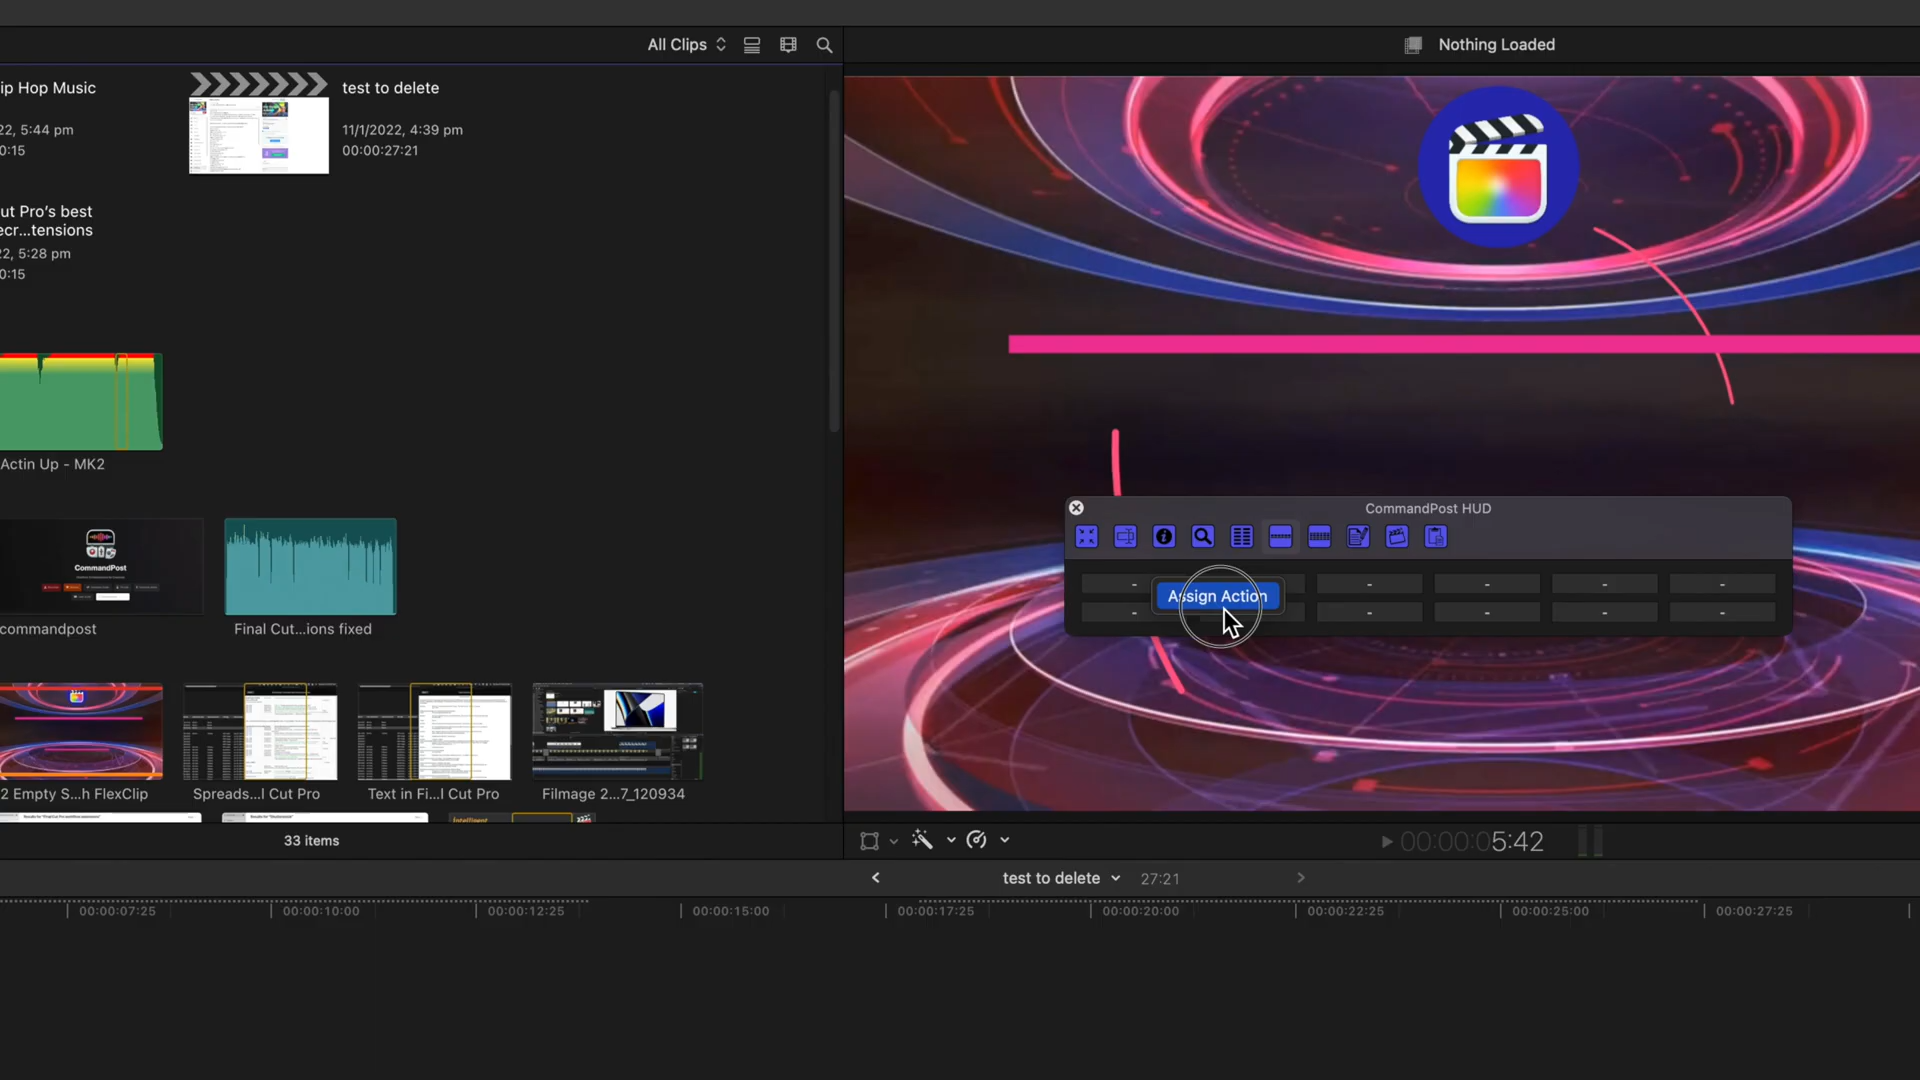 All Clips
Nothing Loaded
ip Hop Music
22, 5:44 pm
0:15
test to delete
11/1/2022, 4:39 pm
00:00:27:21
ut Pro's best
ecr...tensions
22, 5:28 pm
0:15
Actin Up - MK2
CommandPost
commandpost
Final Cut...ions fixed
CommandPost HUD
- - - - -
Assign Action
- - - - -
2 Empty S...h FlexClip
Spreads...l Cut Pro
Text in Fi...l Cut Pro
Filmage 2...7_120934
Intelligent
33 items
00:00:05:42
test to delete
27:21
00:00:07:25
00:00:10:00
00:00:12:25
00:00:15:00
00:00:17:25
00:00:20:00
00:00:22:25
00:00:25:00
00:00:27:25